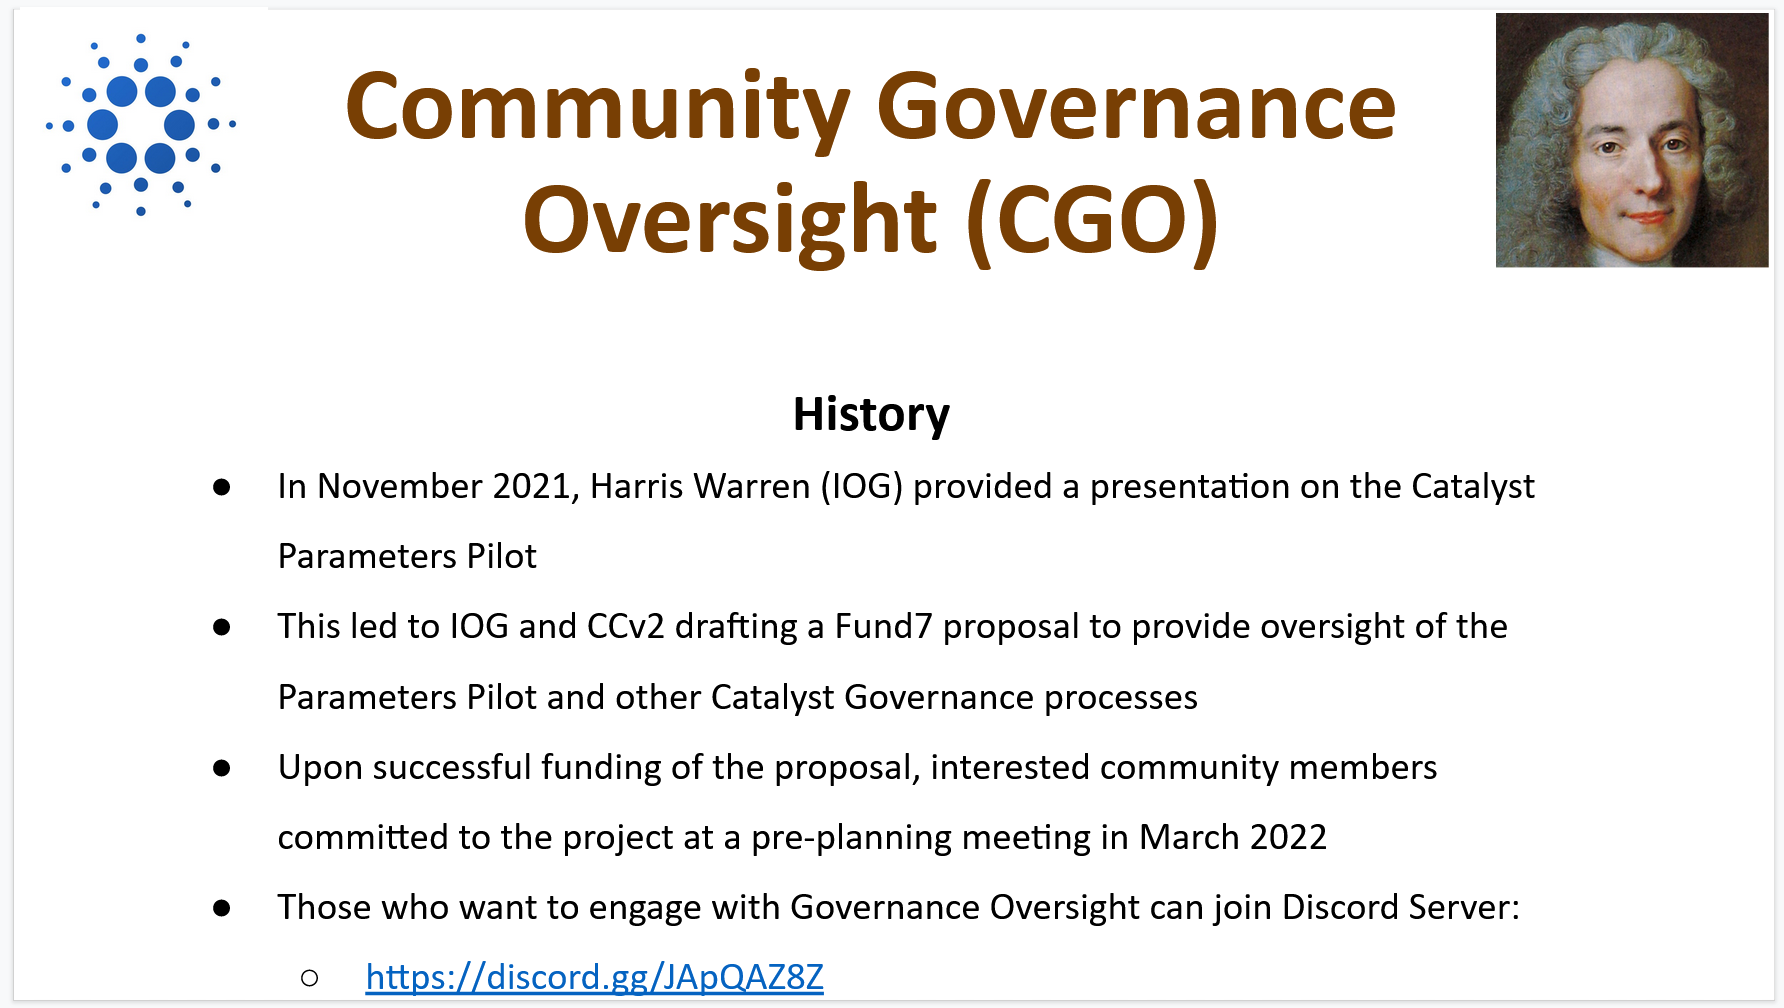 Community Governance
Oversight (CGO)
History
● In November 2021, Harris Warren (IOG) provided a presentation on the Catalyst
Parameters Pilot
● This led to IOG and CCv2 drafting a Fund7 proposal to provide oversight of the
Parameters Pilot and other Catalyst Governance processes
● Upon successful funding of the proposal, interested community members
committed to the project at a pre-planning meeting in March 2022
● Those who want to engage with Governance Oversight can join Discord Server:
○ https://discord.gg/JApQAZ8Z